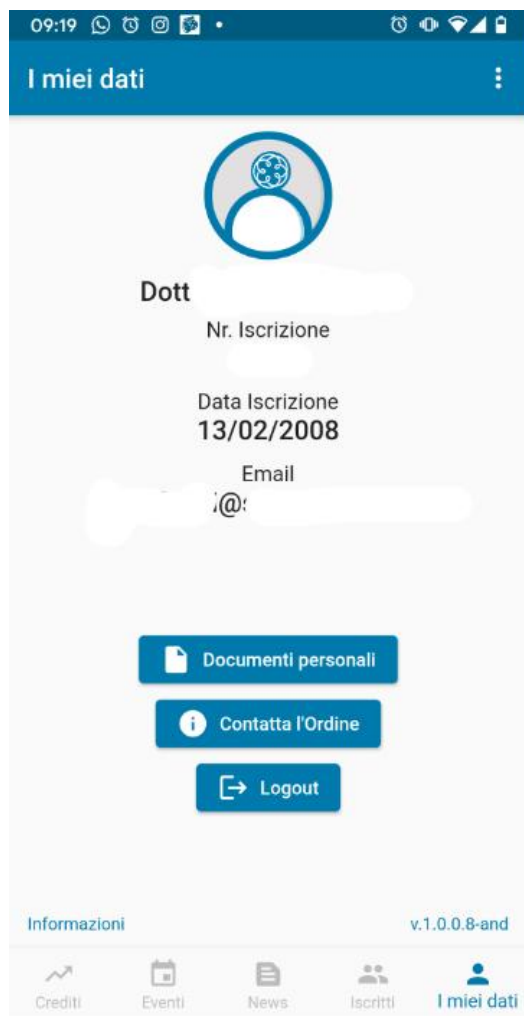 09:19
I miei dati
Dott
Nr. Iscrizione
Data Iscrizione
13/02/2008
Email
@
Documenti personali
Contatta l'Ordine
Logout
Informazioni
v.1.0.0.8-and
Crediti
Eventi
News
Iscritti
I miei dati